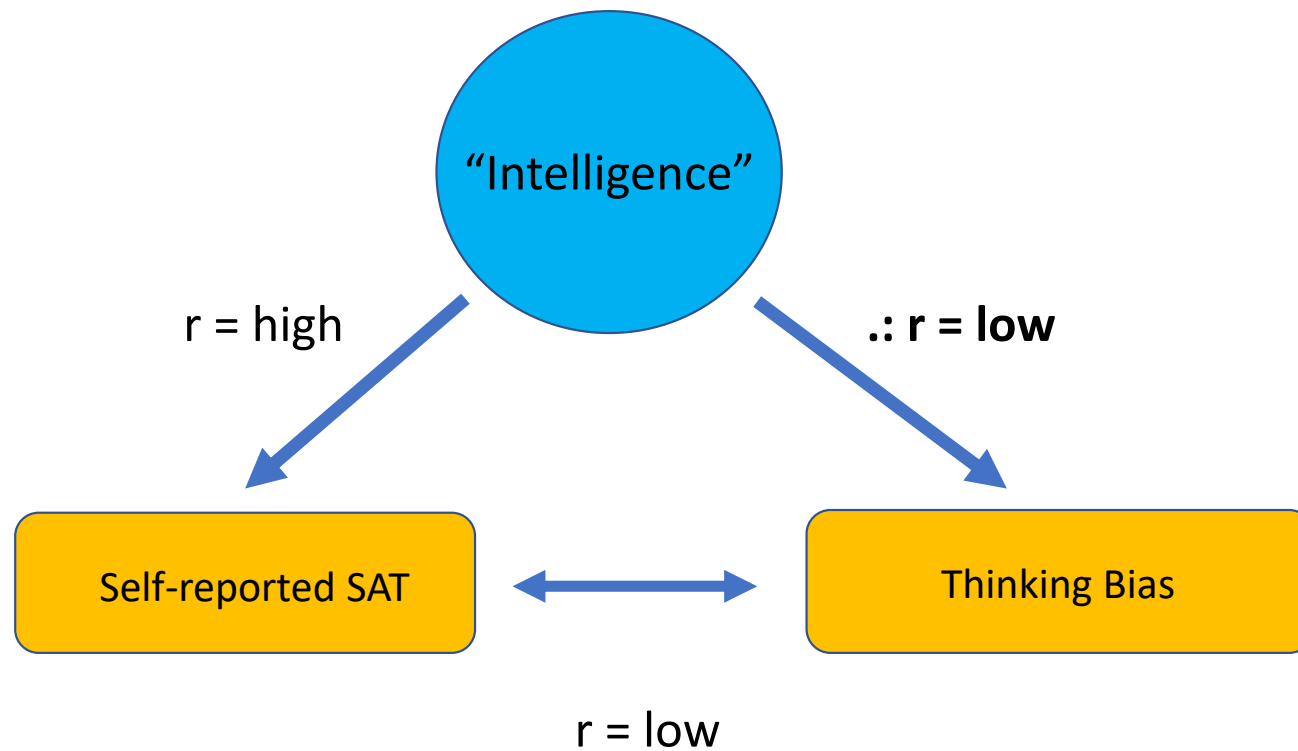 “Intelligence”
r = high
.: r = low
Self-reported SAT
Thinking Bias
r = low